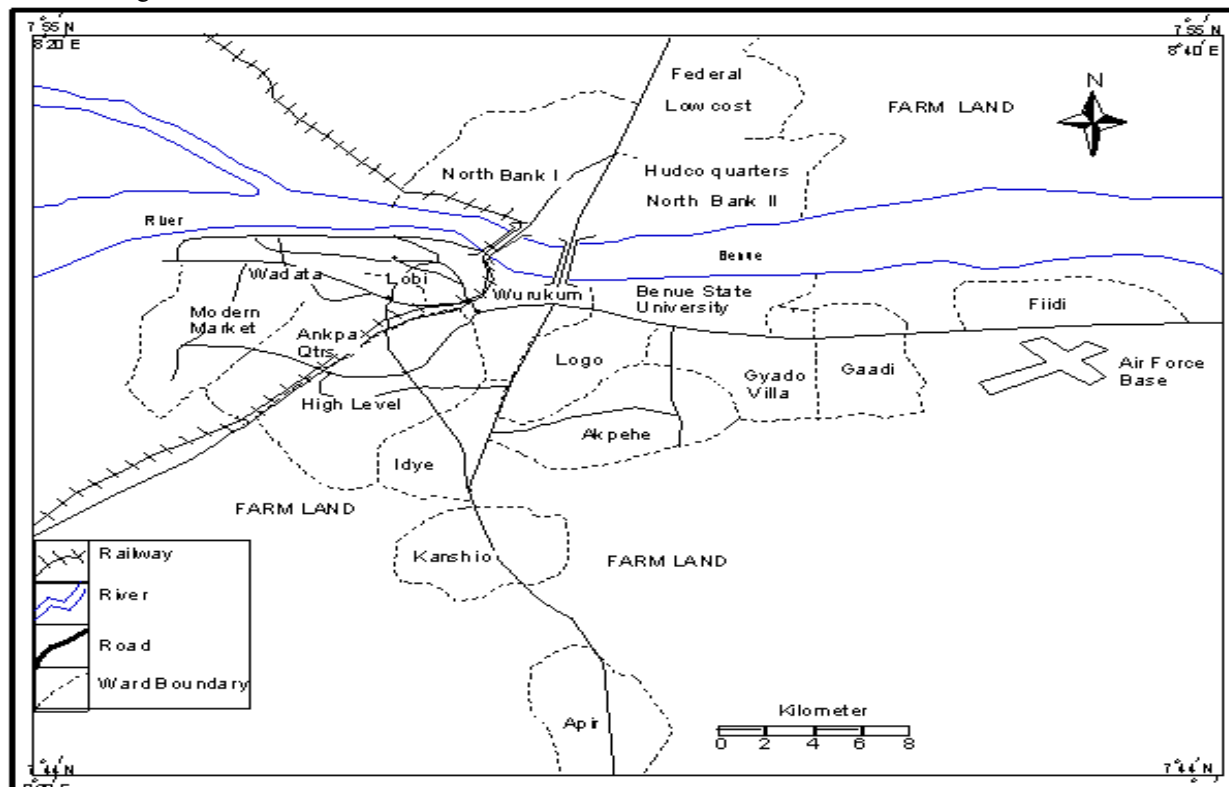 7° 55' N
8°20' E
7° 55' N
8° 40' E
N
Federal
Low cost
FARM LAND
North Bank I
Hudco quarters
North Bank II
River
Benue
Wadata
Lobi
Wurukum
Benue State
University
Fiidi
Modern
Market
Ankpa
Qtrs
Logo
Gyado
Villa
Gaadi
Air Force
Base
High Level
Akpehe
Idye
FARM LAND
Kanshio
FARM LAND
Railway
River
Road
Ward Boundary
Apir
Kilometer
0 2 4 6 8
7° 44' N
7° 44' N